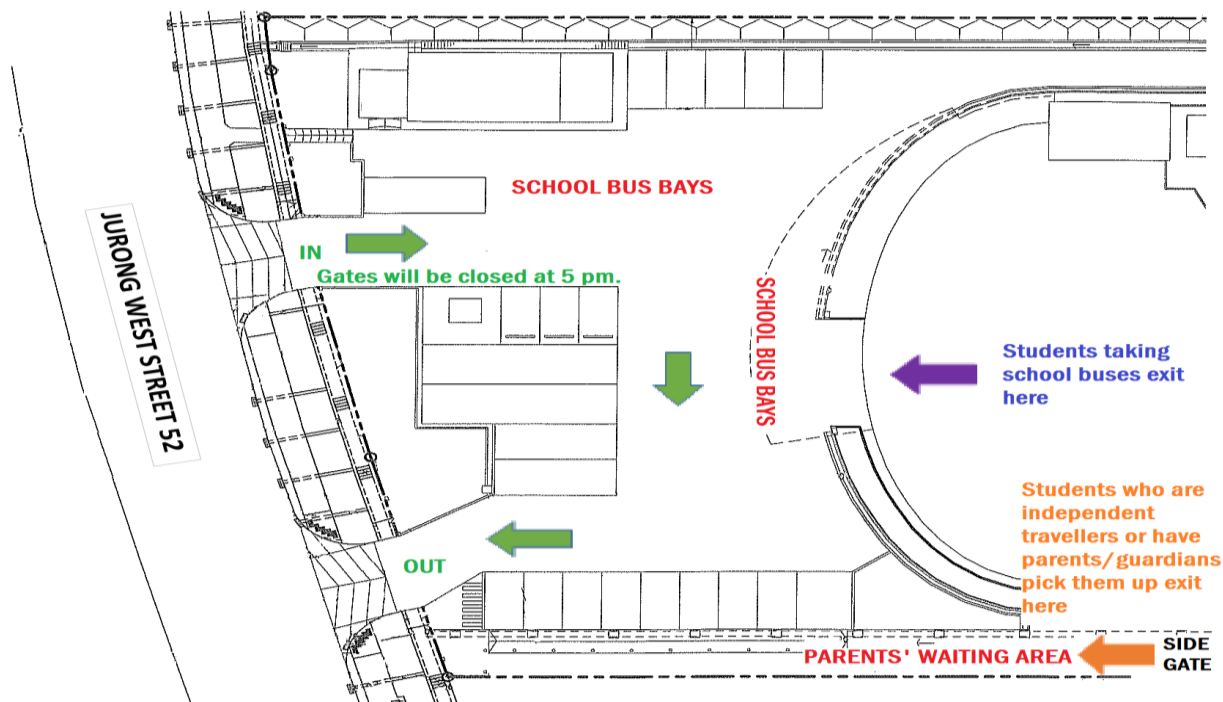 SCHOOL BUS BAYS
JURONG WEST STREET 52
IN
Gates will be closed at 5 pm.
SCHOOL BUS BAYS
Students taking
school buses exit
here
Students who are
independent
travellers or have
parents/guardians
pick them up exit
here
OUT
PARENTS' WAITING AREA
SIDE
GATE